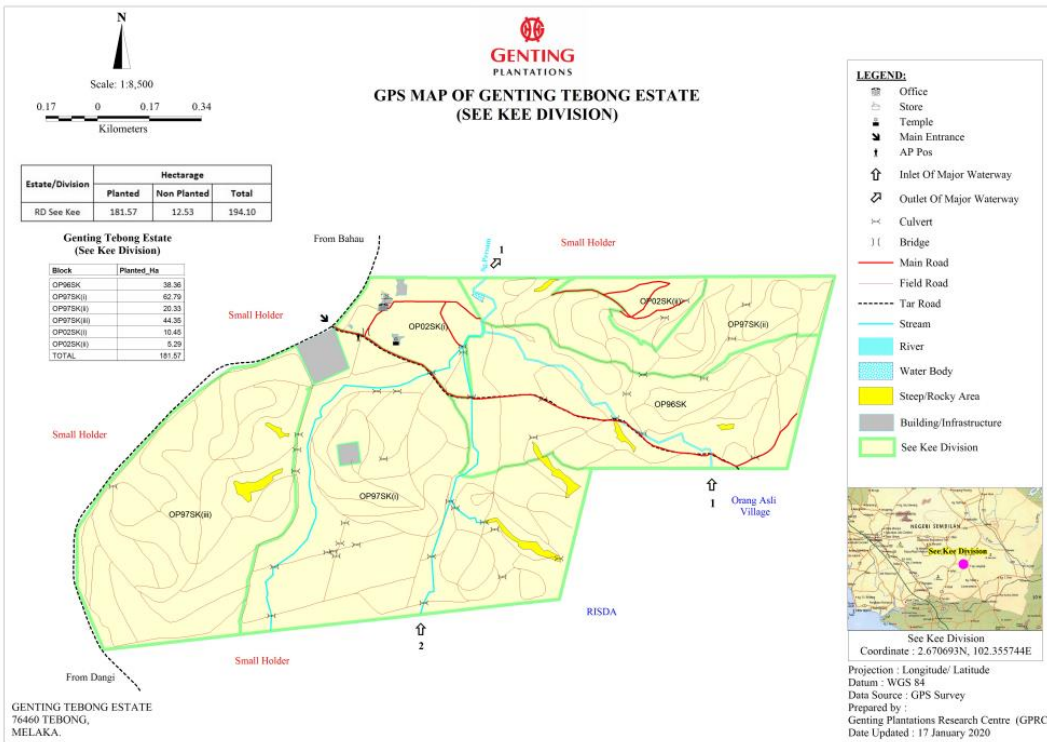 N
Scale: 1:8,500
0.17 0 0.17 0.34
Kilometers
GENTING
PLANTATIONS
GPS MAP OF GENTING TEBONG ESTATE
(SEE KEE DIVISION)
Estate/Division Hectarage
Planted Non Planted Total
RD See Kee 181.57 12.53 194.10
Genting Tebong Estate
(See Kee Division)
Block Planted_Ha
OP96SK 38.36
OP97SK(i) 62.79
OP97SK(ii) 20.33
OP97SK(iii) 44.35
OP02SK(i) 10.45
OP02SK(ii) 5.29
TOTAL 181.57
From Bahau
1
Small Holder
Small Holder
Small Holder
Small Holder
OP02SK(i)
OP02SK(ii)
OP97SK(ii)
OP96SK
OP97SK(i)
OP97SK(iii)
1
Orang Asli
Village
RISDA
2
From Dangi
GENTING TEBONG ESTATE
76460 TEBONG,
MELAKA.
LEGEND:
Office
Store
Temple
Main Entrance
AP Pos
Inlet Of Major Waterway
Outlet Of Major Waterway
Culvert
Bridge
Main Road
Field Road
Tar Road
Stream
River
Water Body
Steep/Rocky Area
Building/Infrastructure
See Kee Division
NEGERI SEMBILAN
See Kee Division
See Kee Division
Coordinate : 2.670693N, 102.355744E
Projection : Longitude/ Latitude
Datum : WGS 84
Data Source : GPS Survey
Prepared by :
Genting Plantations Research Centre (GPRC
Date Updated : 17 January 2020